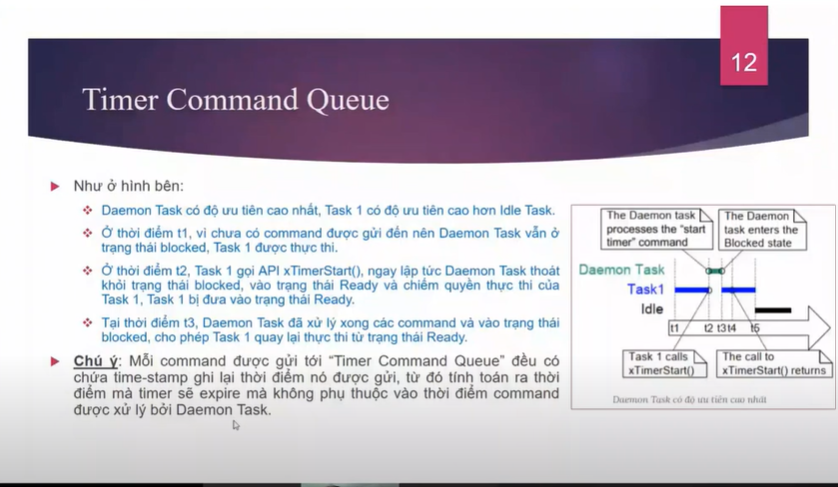 12
Timer Command Queue
Như ở hình bên:
Daemon Task có độ ưu tiên cao nhất, Task 1 có độ ưu tiên cao hơn Idle Task.
Ở thời điểm t1, vì chưa có command được gửi đến nên Daemon Task vẫn ở
trạng thái blocked, Task 1 được thực thi.
Ở thời điểm t2, Task 1 gọi API xTimerStart(), ngay lập tức Daemon Task thoát
khỏi trạng thái blocked, vào trạng thái Ready và chiếm quyền thực thi của
Task 1, Task 1 bị đưa vào trạng thái Ready.
Tại thời điểm t3, Daemon Task đã xử lý xong các command và vào trạng thái
blocked, cho phép Task 1 quay lại thực thi từ trạng thái Ready.
Chú ý: Mỗi command được gửi tới “Timer Command Queue” đều có
chứa time-stamp ghi lại thời điểm nó được gửi, từ đó tính toán ra thời
điểm mà timer sẽ expire mà không phụ thuộc vào thời điểm command
được xử lý bởi Daemon Task.
The Daemon task
processes the "start
timer" command
The Daemon
task enters the
Blocked state
Daemon Task
Task1
Idle
t1 t2 t3 t4 t5
Task 1 calls
xTimerStart()
The call to
xTimerStart() returns
Daemon Task có độ ưu tiên cao nhất